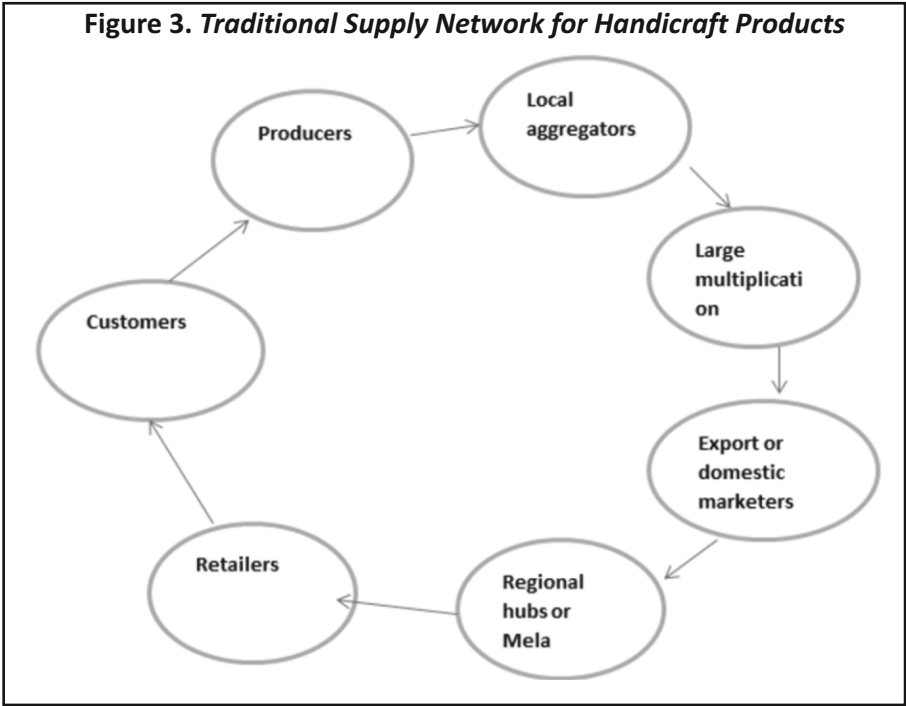 Figure 3. Traditional Supply Network for Handicraft Products
Producers
Local
aggregators
Large
multiplicati
on
Export or
domestic
marketers
Regional
hubs or
Mela
Retailers
Customers